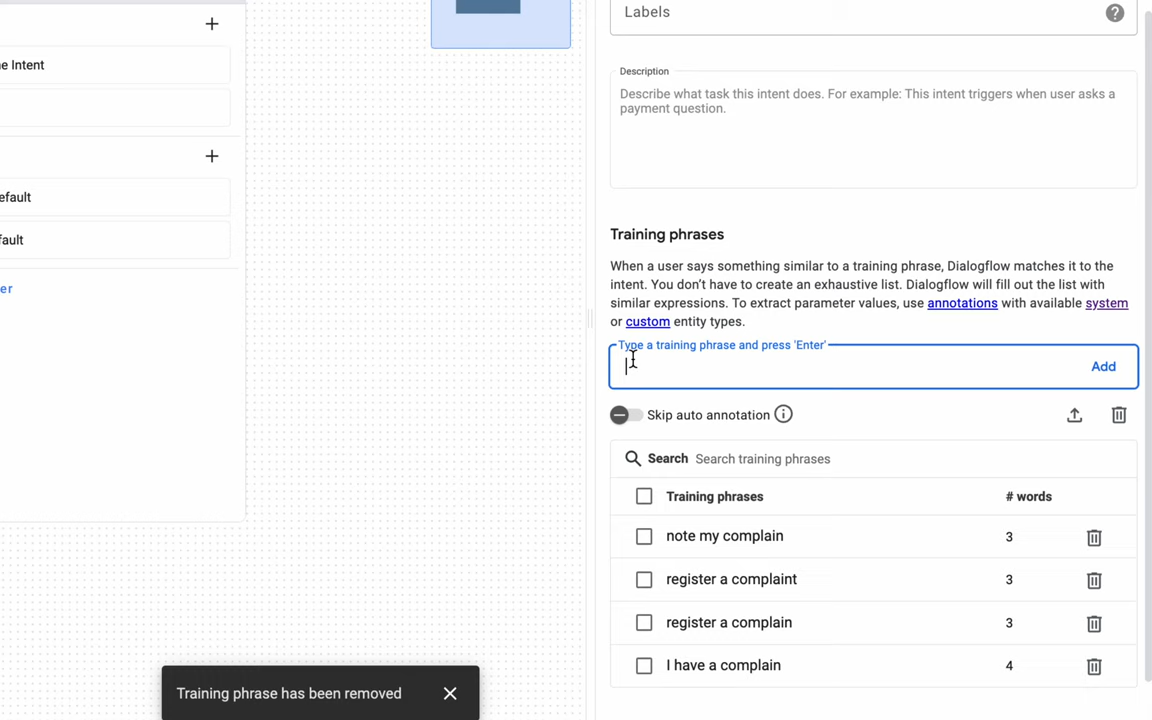 e Intent
efault
fault
er
Labels
Description
Describe what task this intent does. For example: This intent triggers when user asks a
payment question.
Training phrases
When a user says something similar to a training phrase, Dialogflow matches it to the
intent. You don't have to create an exhaustive list. Dialogflow will fill out the list with
similar expressions. To extract parameter values, use annotations with available system
or custom entity types.
Type a training phrase and press 'Enter'
Add
Skip auto annotation
Search Search training phrases
Training phrases # words
note my complain 3
register a complaint 3
register a complain 3
I have a complain 4
Training phrase has been removed